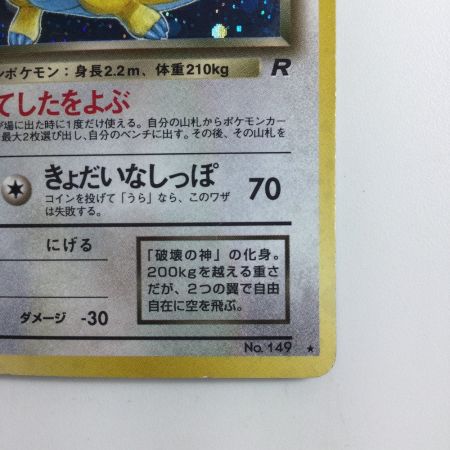 ンポケモン：身長2.2m、体重210kg R
てしたをよぶ
が場に出た時に1度だけ使える。自分の山札からポケモンカー
最大2枚選び出し、自分のベンチに出す。その後、その山札を
きょだいなしっぽ 70
コインを投げて「うら」なら、このワザ
は失敗する。
にげる
ダメージ -30
「破壊の神」の化身。
200kgを越える重さ
だが、2つの翼で自由
自在に空を飛ぶ。
No. 149 ★